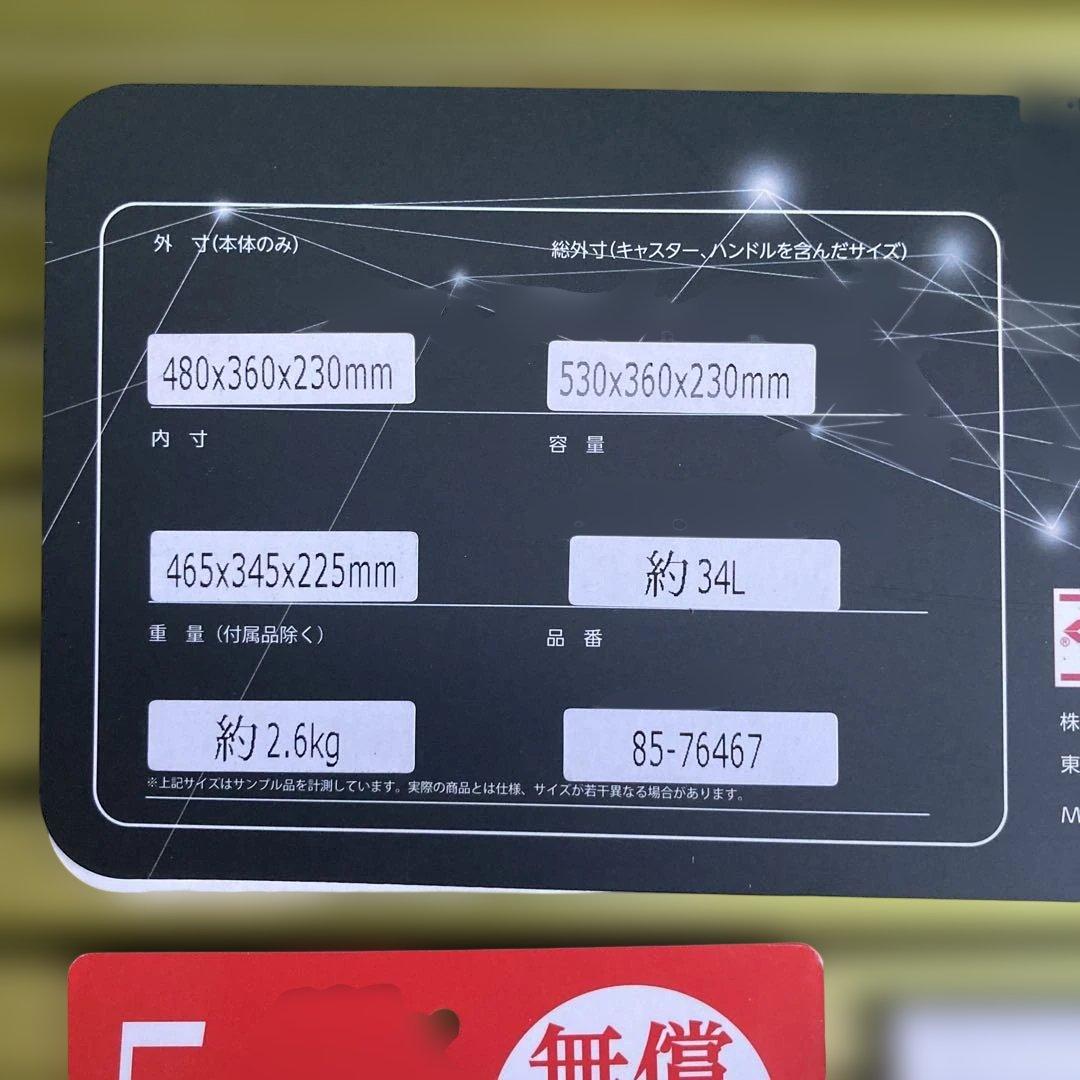 外　寸(本体のみ)
総外寸(キャスター、ハンドルを含んだサイズ)
480x360x230mm
530x360x230mm
内　寸
容　量
465x345x225mm
約34L
重　量（付属品除く）
品　番
約2.6kg
85-76467
※上記サイズはサンプル品を計測しています。実際の商品とは仕様、サイズが若干異なる場合があります。
株
東
無償